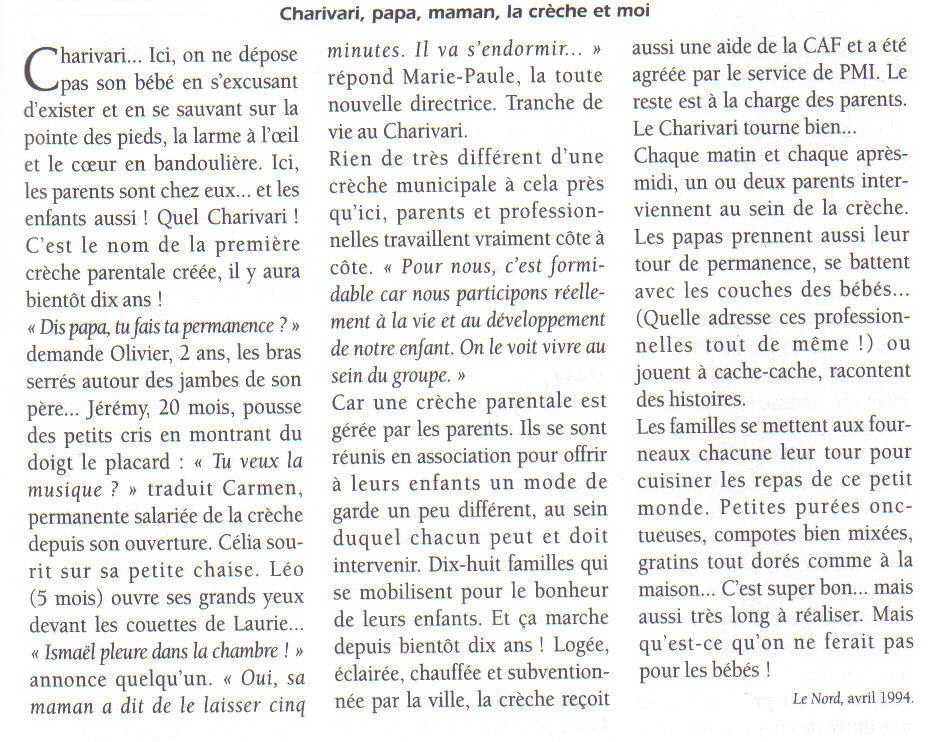 Charivari, papa, maman, la crèche et moi
Charivari... Ici, on ne dépose
pas son bébé en s'excusant
d'exister et en se sauvant sur la
pointe des pieds, la larme à l'œil
et le cœur en bandoulière. Ici,
les parents sont chez eux... et les
enfants aussi ! Quel Charivari !
C'est le nom de la première
crèche parentale créée, il y aura
bientôt dix ans !
« Dis papa, tu fais ta permanence ? »
demande Olivier, 2 ans, les bras
serrés autour des jambes de son
père... Jérémy, 20 mois, pousse
des petits cris en montrant du
doigt le placard : « Tu veux la
musique ? » traduit Carmen,
permanente salariée de la crèche
depuis son ouverture. Célia sou-
rit sur sa petite chaise. Léo
(5 mois) ouvre ses grands yeux
devant les couettes de Laurie...
« Ismaël pleure dans la chambre ! »
annonce quelqu'un. « Oui, sa
maman a dit de le laisser cinq
minutes. Il va s'endormir... »
répond Marie-Paule, la toute
nouvelle directrice. Tranche de
vie au Charivari.
Rien de très différent d'une
crèche municipale à cela près
qu'ici, parents et profession-
nelles travaillent vraiment côte à
côte. « Pour nous, c'est formi-
dable car nous participons réelle-
ment à la vie et au développement
de notre enfant. On le voit vivre au
sein du groupe. »
Car une crèche parentale est
gérée par les parents. Ils se sont
réunis en association pour offrir
à leurs enfants un mode de
garde un peu différent, au sein
duquel chacun peut et doit
intervenir. Dix-huit familles qui
se mobilisent pour le bonheur
de leurs enfants. Et ça marche
depuis bientôt dix ans ! Logée,
éclairée, chauffée et subvention-
née par la ville, la crèche reçoit
aussi une aide de la CAF et a été
agréée par le service de PMI. Le
reste est à la charge des parents.
Le Charivari tourne bien...
Chaque matin et chaque après-
midi, un ou deux parents inter-
viennent au sein de la crèche.
Les papas prennent aussi leur
tour de permanence, se battent
avec les couches des bébés...
(Quelle adresse ces profession-
nelles tout de même !) ou
jouent à cache-cache, racontent
des histoires.
Les familles se mettent aux four-
neaux chacune leur tour pour
cuisiner les repas de ce petit
monde. Petites purées onc-
tueuses, compotes bien mixées,
gratins tout dorés comme à la
maison... C'est super bon... mais
aussi très long à réaliser. Mais
qu'est-ce qu'on ne ferait pas
pour les bébés !
Le Nord, avril 1994.